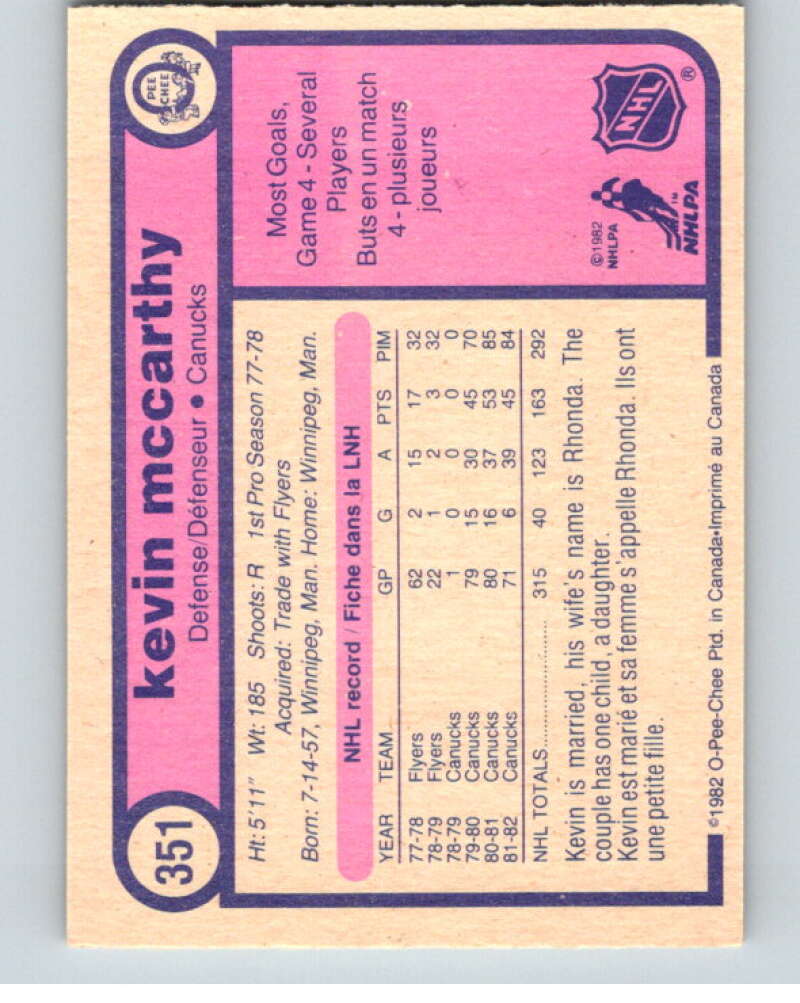 351
kevin mccarthy
Defense/Défenseur • Canucks
O
PEE
CHEE
Ht: 5'11" Wt: 185 Shoots: R 1st Pro Season 77-78
Acquired: Trade with Flyers
Born: 7-14-57, Winnipeg, Man. Home: Winnipeg, Man.
NHL record / Fiche dans la LNH
YEAR TEAM GP G A PTS PIM
77-78 Flyers 62 2 15 17 32
78-79 Flyers 22 1 2 3 32
78-79 Canucks 1 0 0 0 0
79-80 Canucks 79 15 30 45 70
80-81 Canucks 80 16 37 53 85
81-82 Canucks 71 6 39 45 84
NHL TOTALS.......................... 315 40 123 163 292
Kevin is married, his wife's name is Rhonda. The
couple has one child, a daughter.
Kevin est marié et sa femme s'appelle Rhonda. Ils ont
une petite fille.
Most Goals,
Game 4 - Several
Players
Buts en un match
4 - plusieurs
joueurs
©1982
NHLPA
NHLPA
TM
NHL
®
©1982 O-Pee-Chee Ptd. in Canada•Imprimé au Canada